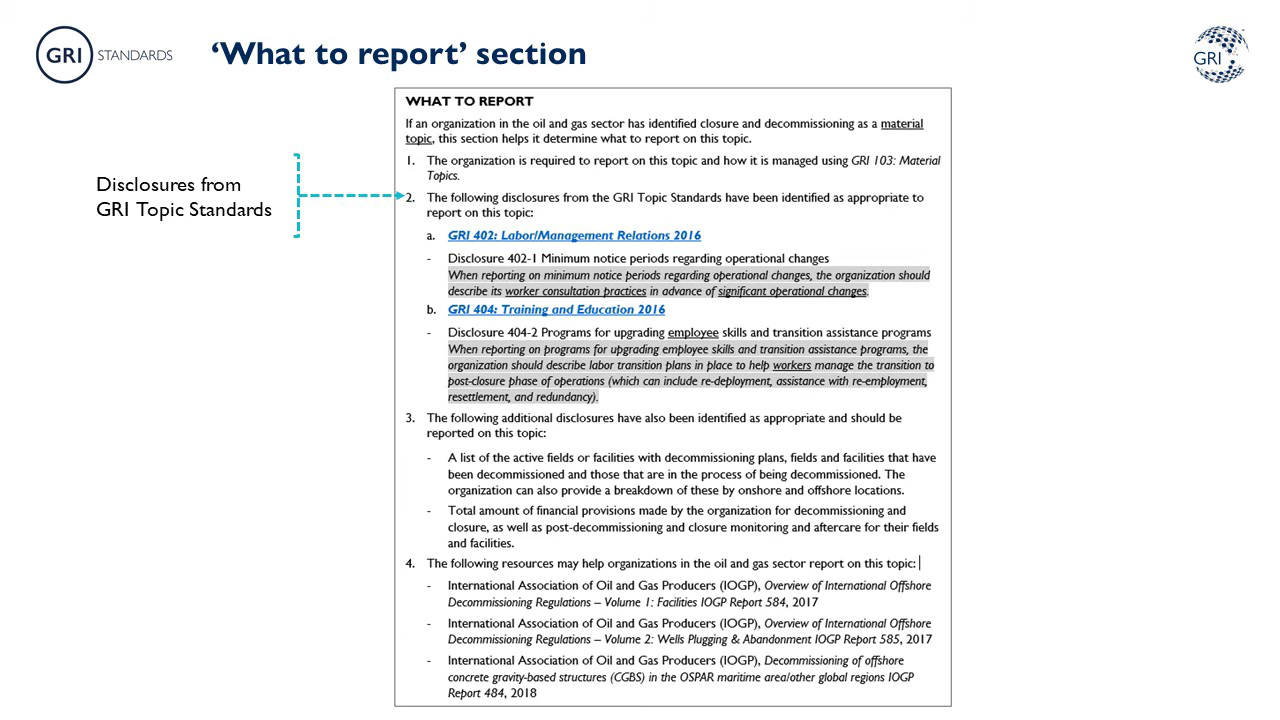 GRI STANDARDS
‘What to report’ section
GRI
Disclosures from
GRI Topic Standards
WHAT TO REPORT
If an organization in the oil and gas sector has identified closure and decommissioning as a material
topic, this section helps it determine what to report on this topic.
1. The organization is required to report on this topic and how it is managed using GRI 103: Material
Topics.
2. The following disclosures from the GRI Topic Standards have been identified as appropriate to
report on this topic:
a. GRI 402: Labor/Management Relations 2016
- Disclosure 402-1 Minimum notice periods regarding operational changes
When reporting on minimum notice periods regarding operational changes, the organization should
describe its worker consultation practices in advance of significant operational changes.
b. GRI 404: Training and Education 2016
- Disclosure 404-2 Programs for upgrading employee skills and transition assistance programs
When reporting on programs for upgrading employee skills and transition assistance programs, the
organization should describe labor transition plans in place to help workers manage the transition to
post-closure phase of operations (which can include re-deployment, assistance with re-employment,
resettlement, and redundancy).
3. The following additional disclosures have also been identified as appropriate and should be
reported on this topic:
- A list of the active fields or facilities with decommissioning plans, fields and facilities that have
been decommissioned and those that are in the process of being decommissioned. The
organization can also provide a breakdown of these by onshore and offshore locations.
- Total amount of financial provisions made by the organization for decommissioning and
closure, as well as post-decommissioning and closure monitoring and aftercare for their fields
and facilities.
4. The following resources may help organizations in the oil and gas sector report on this topic:
- International Association of Oil and Gas Producers (IOGP), Overview of International Offshore
Decommissioning Regulations – Volume 1: Facilities IOGP Report 584, 2017
- International Association of Oil and Gas Producers (IOGP), Overview of International Offshore
Decommissioning Regulations – Volume 2: Wells Plugging & Abandonment IOGP Report 585, 2017
- International Association of Oil and Gas Producers (IOGP), Decommissioning of offshore
concrete gravity-based structures (CGBS) in the OSPAR maritime area/other global regions IOGP
Report 484, 2018